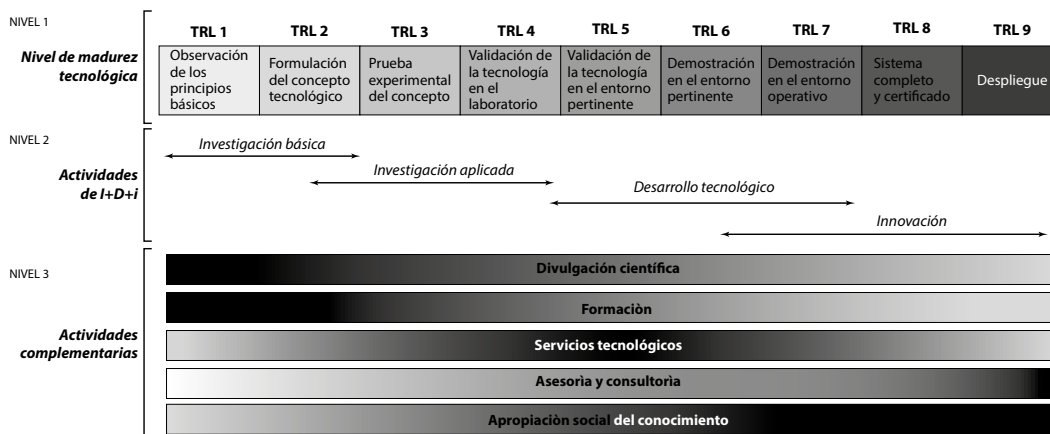 NIVEL 1
TRL 1 TRL 2 TRL 3 TRL 4 TRL 5 TRL 6 TRL 7 TRL 8 TRL 9
Nivel de madurez
tecnológica
Observación
de los
principios
básicos
Formulación
del concepto
tecnológico
Prueba
experimental
del concepto
Validación de
la tecnología
en el
laboratorio
Validación de
la tecnología
en el entorno
pertinente
Demostración
en el entorno
pertinente
Demostración
en el entorno
operativo
Sistema
completo
y certificado
Despliegue
NIVEL 2
Actividades
de I+D+i
Investigación básica
Investigación aplicada
Desarrollo tecnológico
Innovación
NIVEL 3
Actividades
complementarias
Divulgación científica
Formaciòn
Servicios tecnológicos
Asesorìa y consultorìa
Apropiaciòn social del conocimiento